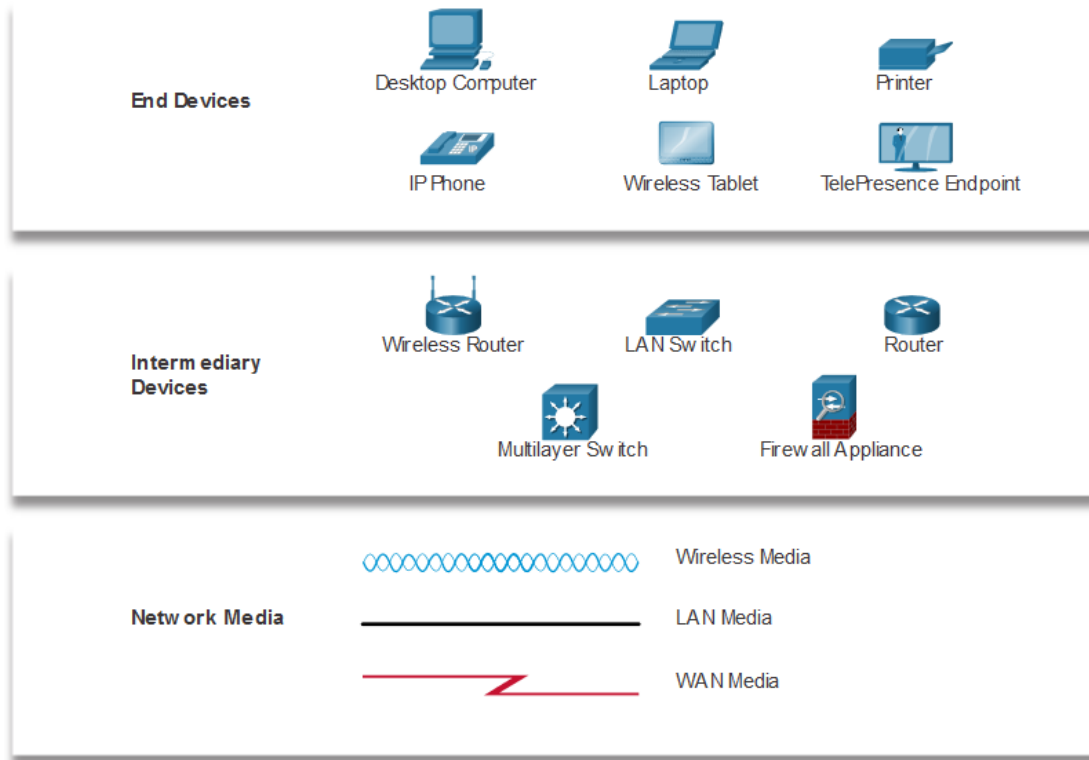 Desktop Computer
Laptop
Printer
End Devices
IP Phone
Wireless Tablet
TelePresence Endpoint
Wireless Router
LAN Switch
Router
Intermediary
Devices
Multilayer Switch
Firewall Appliance
Wireless Media
Network Media
LAN Media
WAN Media